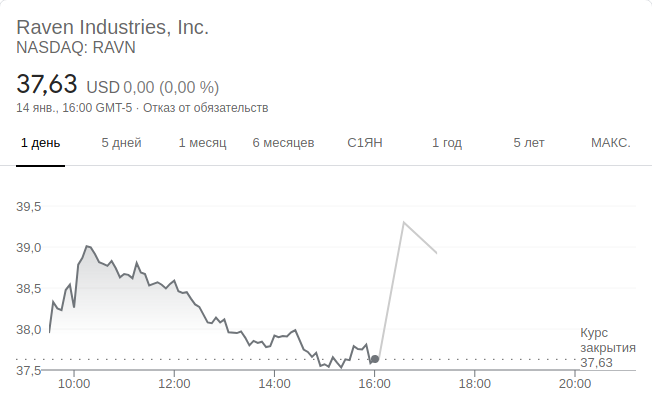 Raven Industries, Inc.
NASDAQ: RAVN
37,63 USD 0,00 (0,00 %)
14 янв., 16:00 GMT-5 · Отказ от обязательств
1 день 5 дней 1 месяц 6 месяцев С1ЯН 1 год 5 лет МАКС.
39,5
39,0
38,5
38,0
37,5
Курс
закрытия
37,63
10:00 12:00 14:00 16:00 18:00 20:00